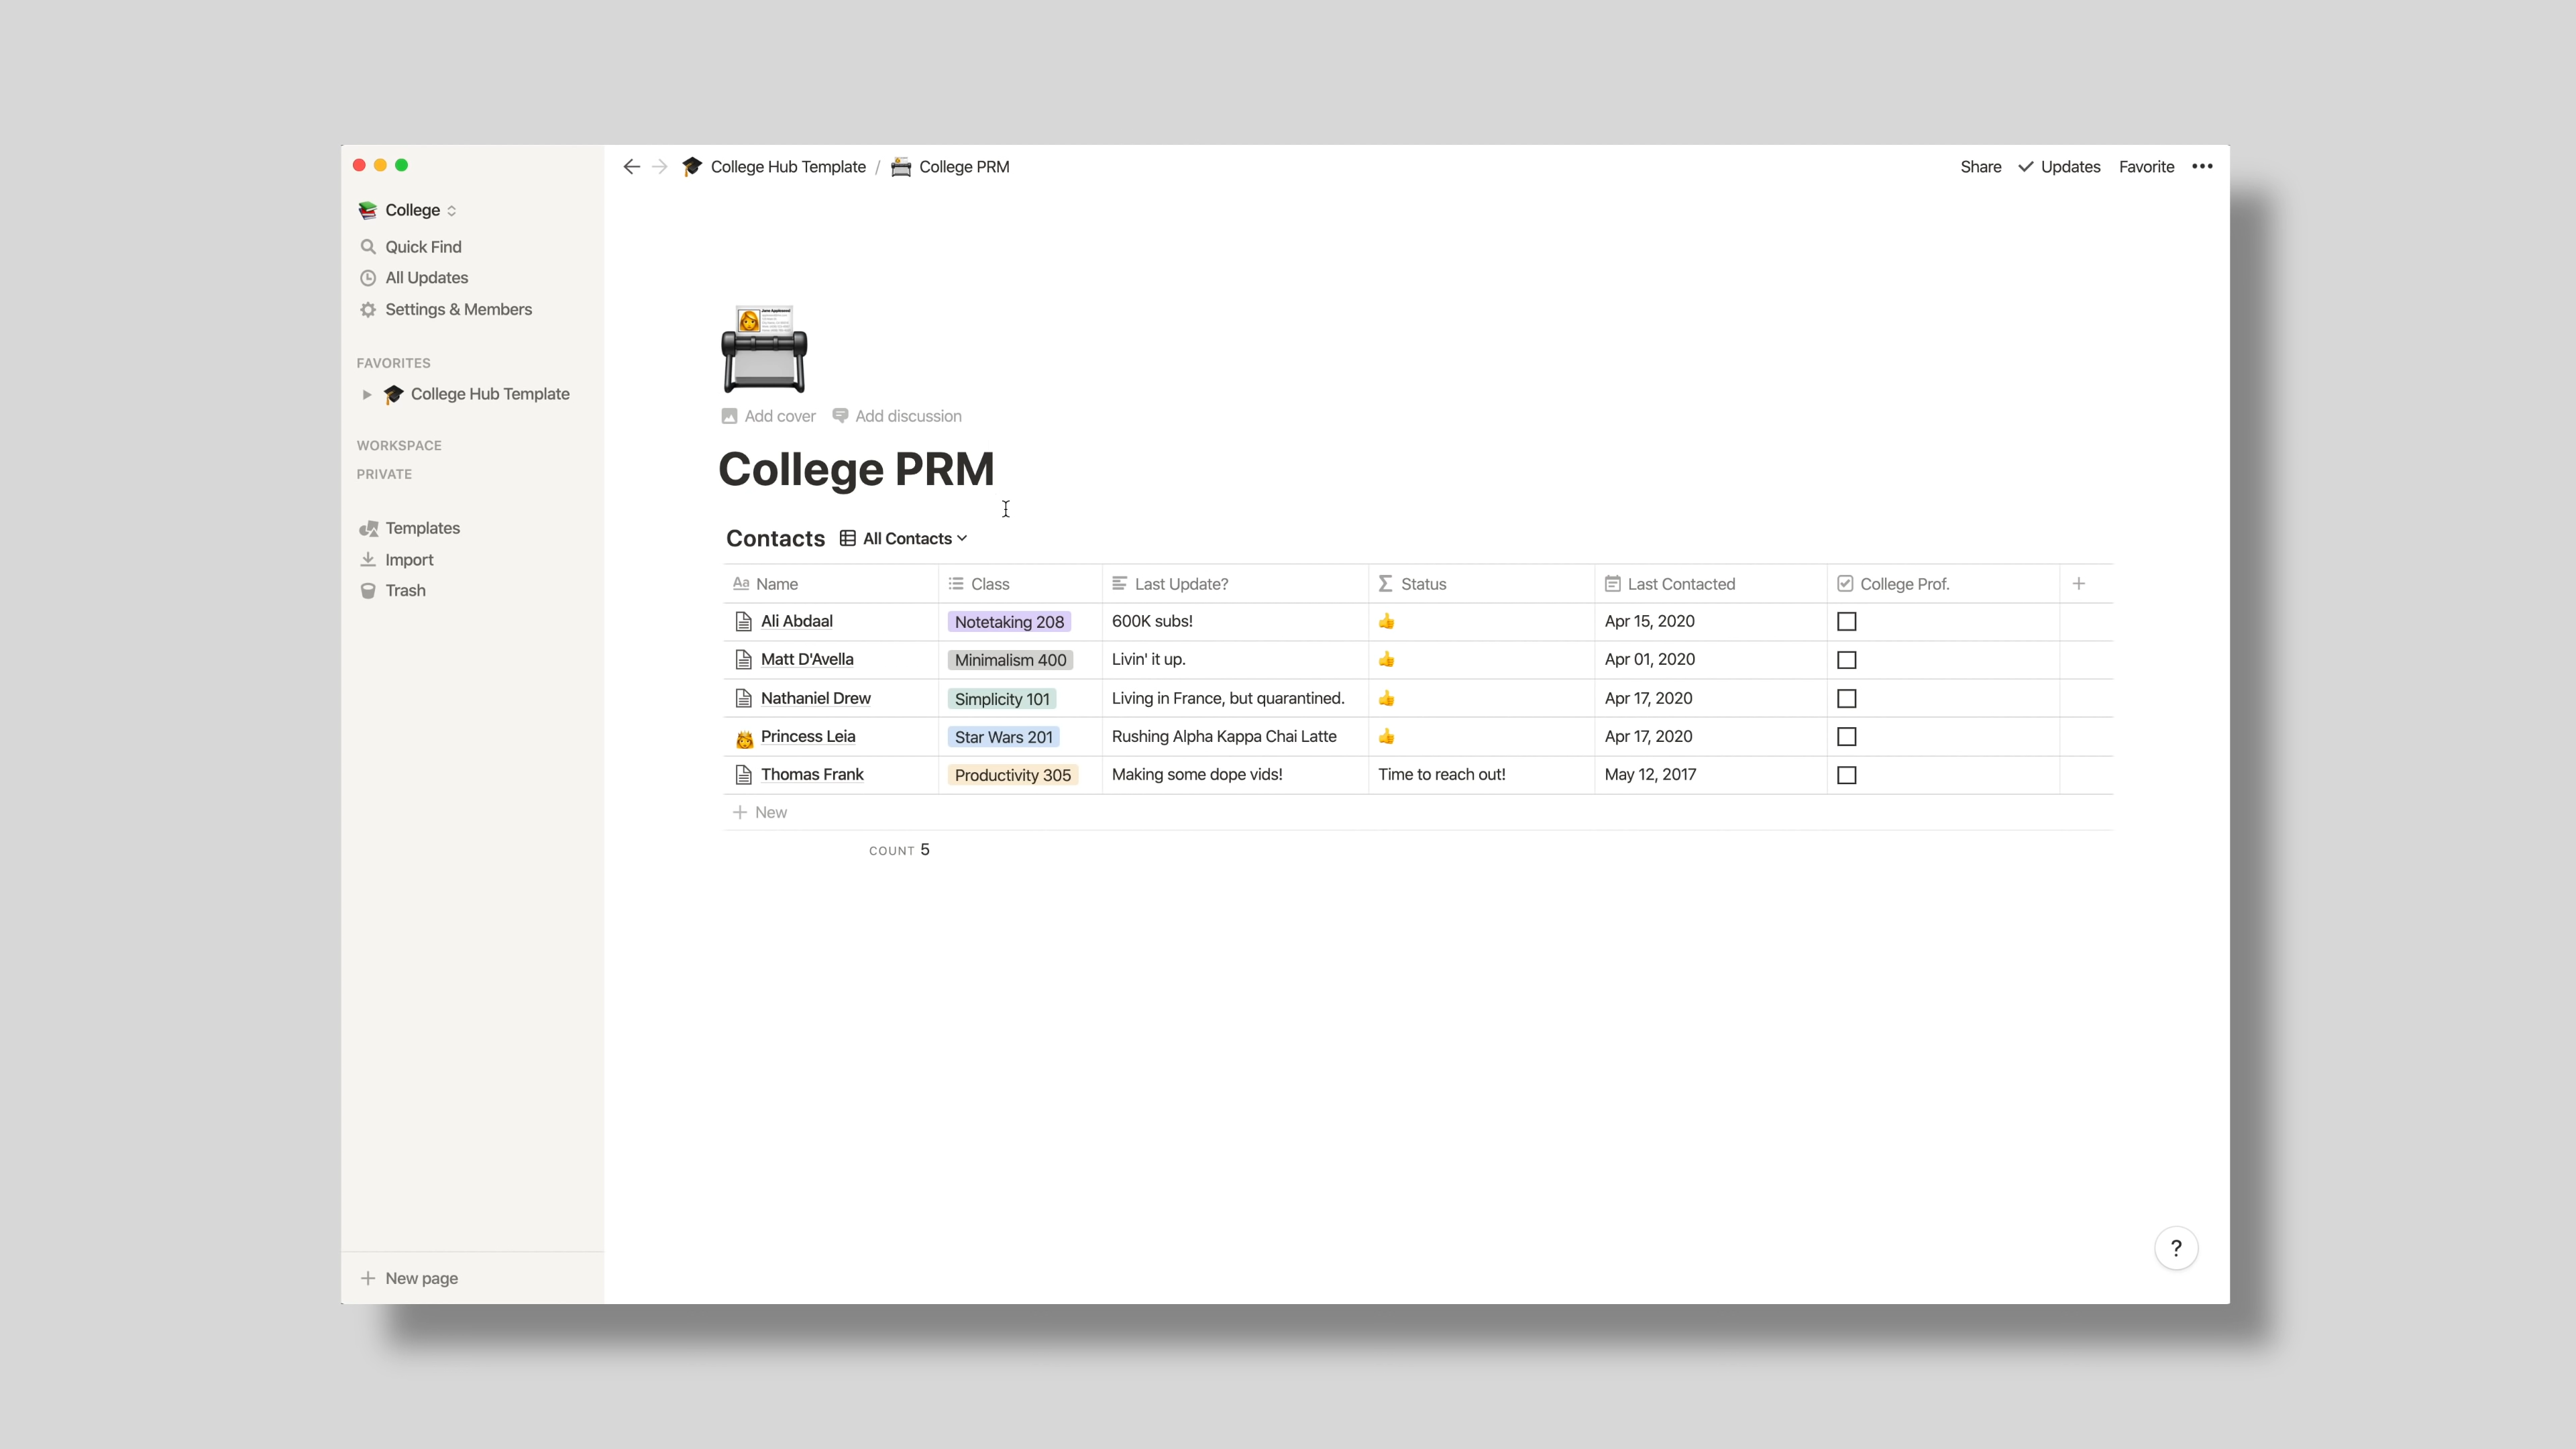 College Hub Template / College PRM
Share Updates Favorite
College
Quick Find
All Updates
Settings & Members
FAVORITES
College Hub Template
WORKSPACE
PRIVATE
Templates
Import
Trash
New page
Add cover Add discussion
College PRM
Contacts All Contacts
Aa Name Class Last Update? Status Last Contacted College Prof.
Ali Abdaal Notetaking 208 600K subs! 👍 Apr 15, 2020
Matt D'Avella Minimalism 400 Livin' it up. 👍 Apr 01, 2020
Nathaniel Drew Simplicity 101 Living in France, but quarantined. 👍 Apr 17, 2020
Princess Leia Star Wars 201 Rushing Alpha Kappa Chai Latte 👍 Apr 17, 2020
Thomas Frank Productivity 305 Making some dope vids! Time to reach out! May 12, 2017
+ New
COUNT 5
?